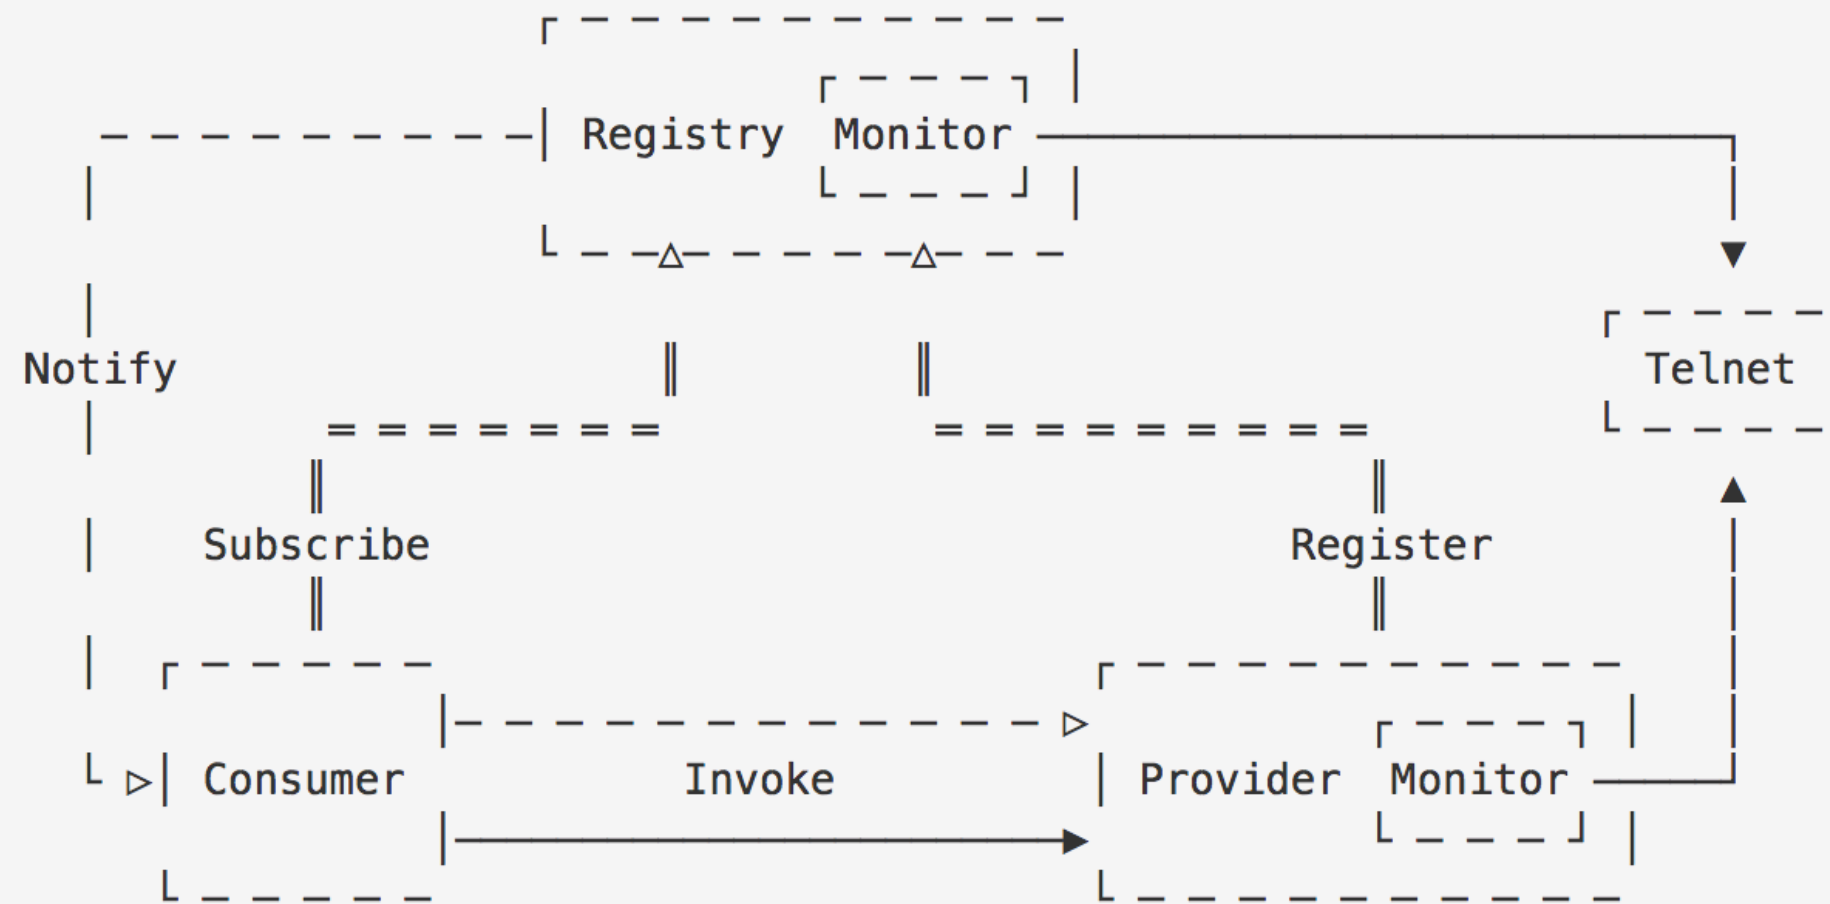 Registry Monitor
Notify
Telnet
Subscribe
Register
Consumer
Invoke
Provider Monitor